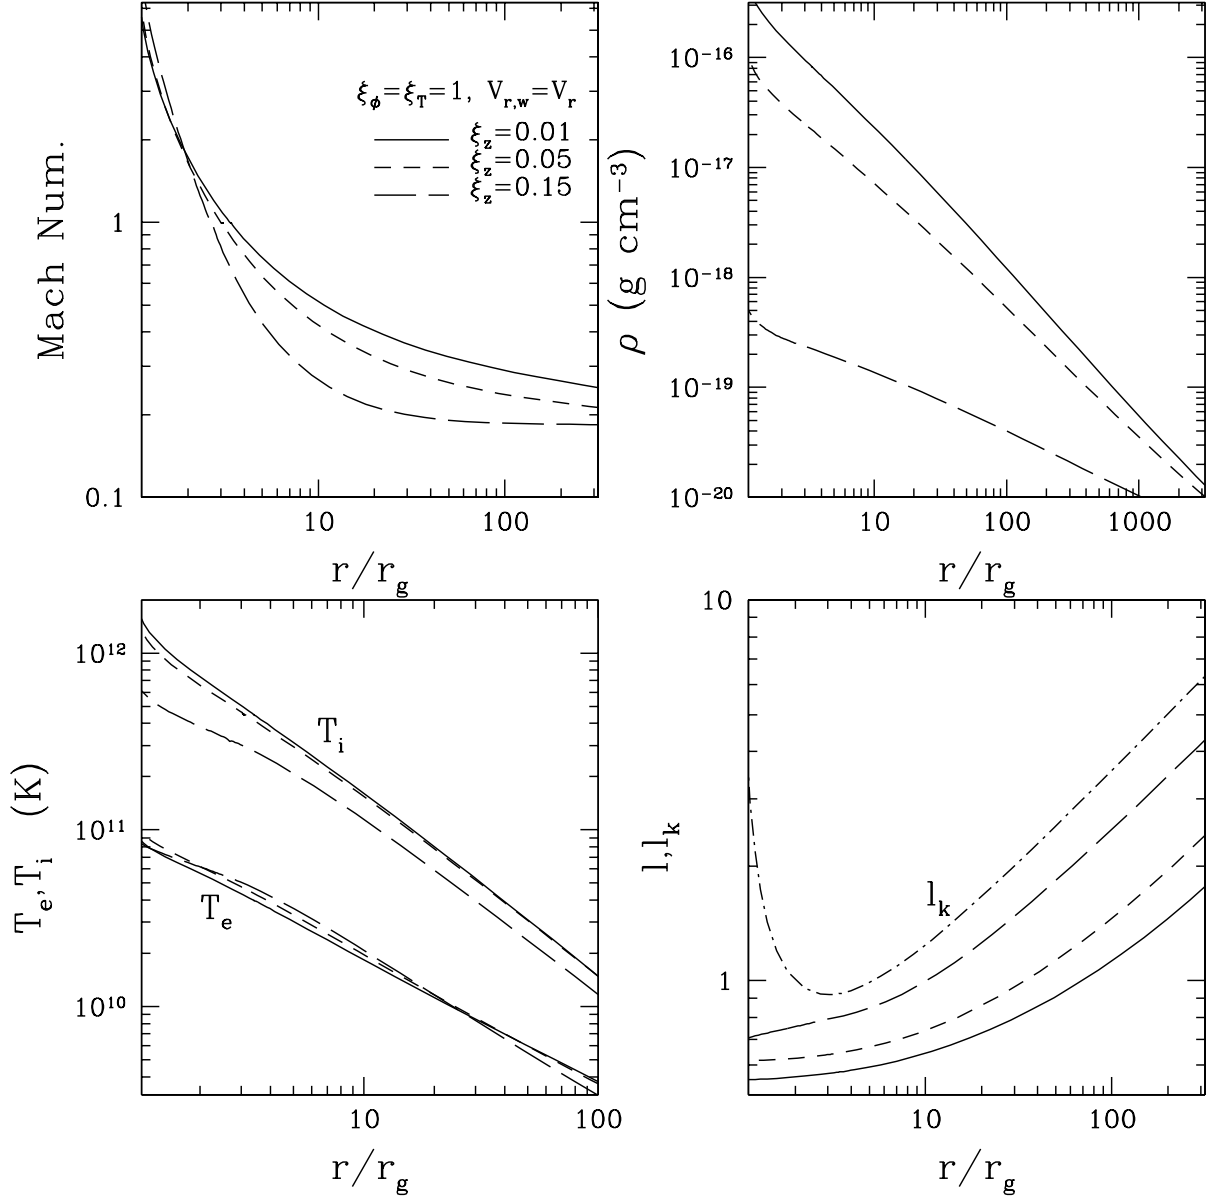 Mach Num.
1
0.1
10 100
r/r_g
ξ_ϕ=ξ_T=1, V_{r,w}=V_r
ξ_z=0.01
ξ_z=0.05
ξ_z=0.15
ρ (g cm^{−3})
10^{−16}
10^{−17}
10^{−18}
10^{−19}
10^{−20}
10 100 1000
r/r_g
T_e,T_i (K)
10^{12}
10^{11}
10^{10}
T_i
T_e
10 100
r/r_g
l,l_k
10
1
l_k
10 100
r/r_g